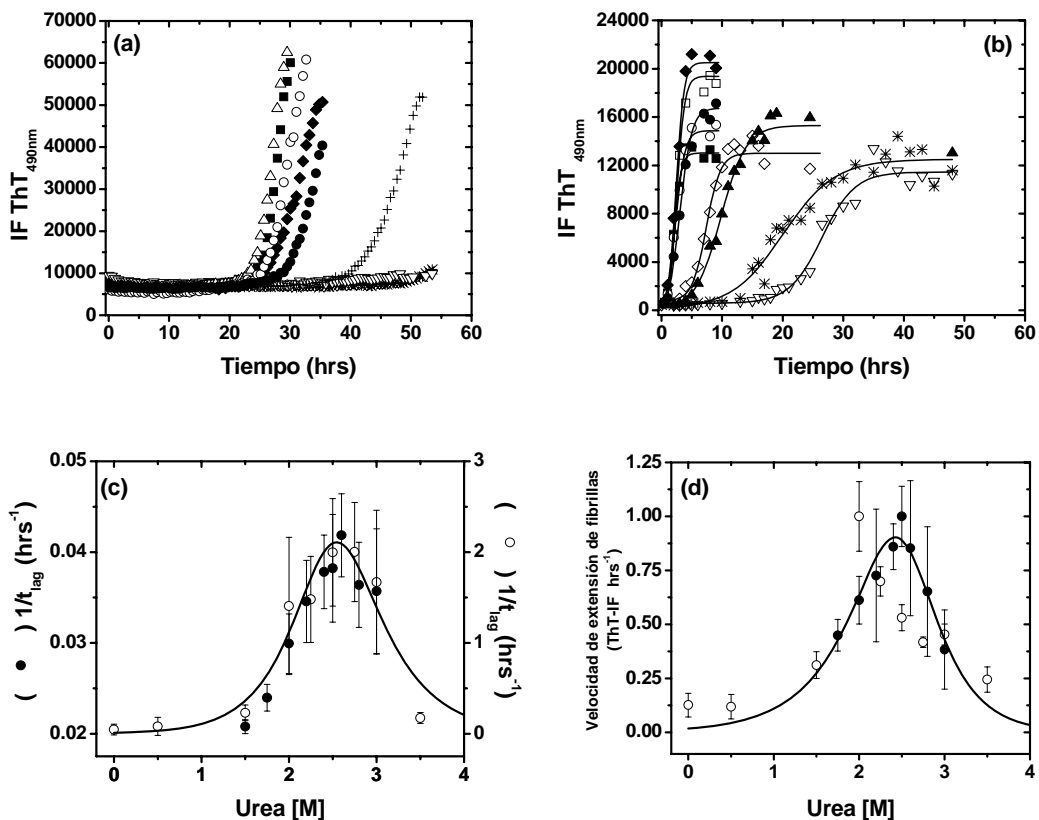 (a)
70000
60000
50000
40000
30000
20000
10000
0
IF ThT490nm
0 10 20 30 40 50 60
Tiempo (hrs)
(b)
24000
20000
16000
12000
8000
4000
0
IF ThT490nm
0 10 20 30 40 50 60
Tiempo (hrs)
(c)
0.05
0.04
0.03
0.02
( ● ) 1/tlag (hrs-1)
3
2
1
0
( ○ ) 1/tlag (hrs-1)
0 1 2 3 4
Urea [M]
(d)
1.25
1.00
0.75
0.50
0.25
0.00
Velocidad de extensión de fibrillas
(ThT-IF hrs-1)
0 1 2 3 4
Urea [M]